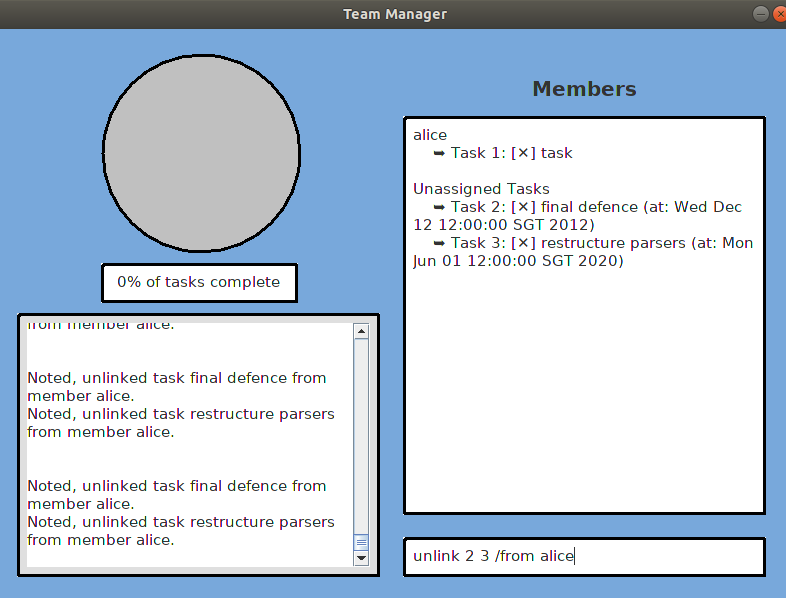 Team Manager
0% of tasks complete
from member alice.
Noted, unlinked task final defence from
member alice.
Noted, unlinked task restructure parsers
from member alice.
Noted, unlinked task final defence from
member alice.
Noted, unlinked task restructure parsers
from member alice.
Members
alice
➥ Task 1: [✕] task
Unassigned Tasks
➥ Task 2: [✕] final defence (at: Wed Dec
12 12:00:00 SGT 2012)
➥ Task 3: [✕] restructure parsers (at: Mon
Jun 01 12:00:00 SGT 2020)
unlink 2 3 /from alice